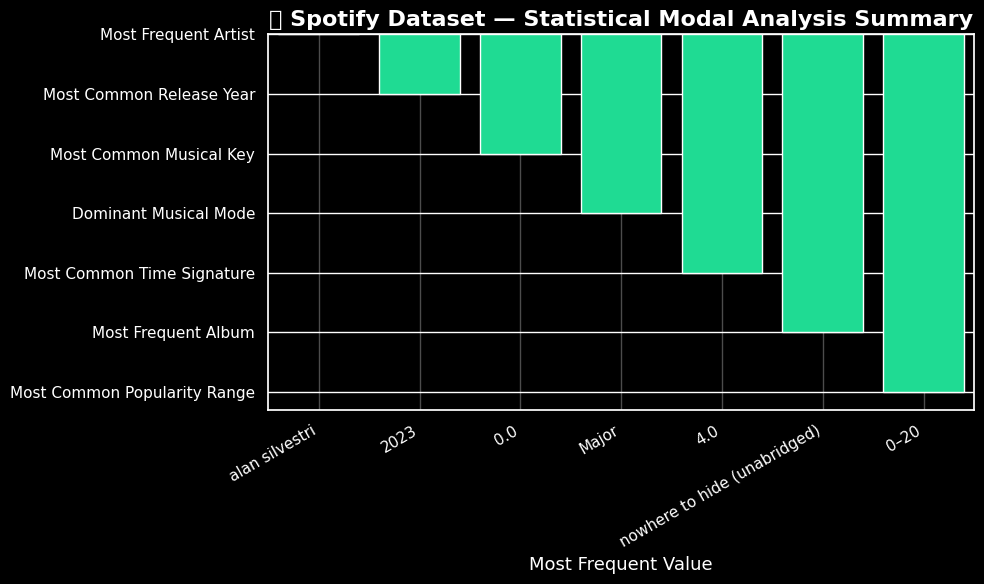 Spotify Dataset — Statistical Modal Analysis Summary
Most Frequent Artist
Most Common Release Year
Most Common Musical Key
Dominant Musical Mode
Most Common Time Signature
Most Frequent Album
Most Common Popularity Range
alan silvestri
2023
0.0
Major
4.0
nowhere to hide (unabridged)
0–20
Most Frequent Value